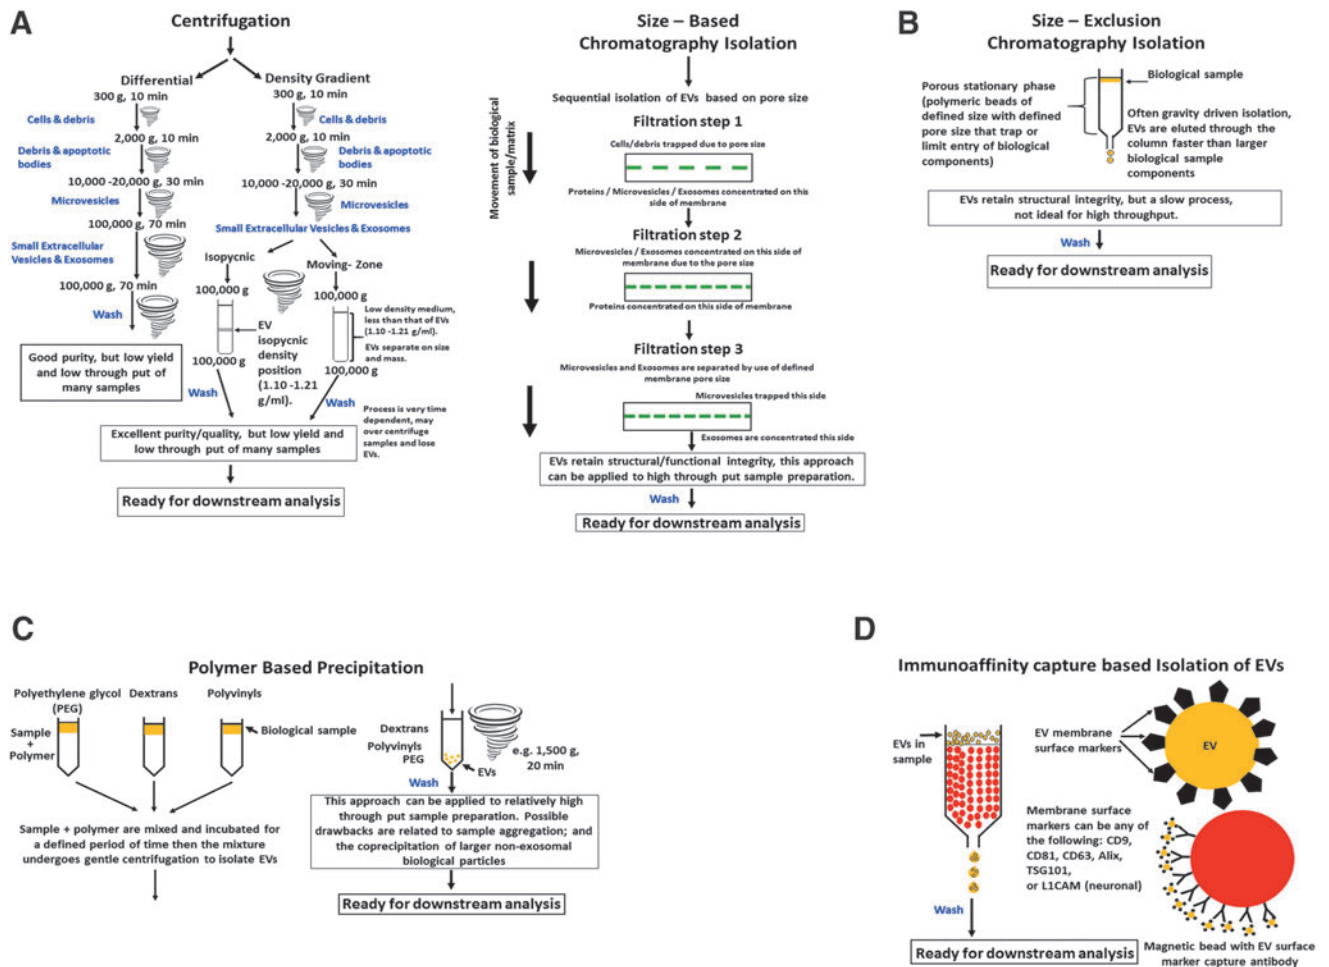 A
Centrifugation
Differential
300 g, 10 min
Cells & debris
2,000 g, 10 min
Debris & apoptotic
bodies
10,000 -20,000 g, 30 min
Microvesicles
100,000 g, 70 min
Small Extracellular
Vesicles & Exosomes
100,000 g, 70 min
Wash
Good purity, but low yield
and low through put of
many samples
Density Gradient
300 g, 10 min
Cells & debris
2,000 g, 10 min
Debris & apoptotic
bodies
10,000 -20,000 g, 30 min
Microvesicles
Small Extracellular Vesicles & Exosomes
Isopycnic
100,000 g
EV
isopycnic
density
position
(1.10 -1.21
g/ml).
100,000 g
Wash
Moving- Zone
100,000 g
Low density medium,
less than that of EVs
(1.10 -1.21 g/ml).
EVs separate on size
and mass.
100,000 g
Wash
Process is very time
dependent, may
over centrifuge
samples and lose
EVs.
Excellent purity/quality, but low yield and
low through put of many samples
Ready for downstream analysis
Size – Based
Chromatography Isolation
Sequential isolation of EVs based on pore size
Movement of biological
sample/matrix
Filtration step 1
Cells/debris trapped due to pore size
Proteins / Microvesicles / Exosomes concentrated on this
side of membrane
Filtration step 2
Microvesicles / Exosomes concentrated on this side of
membrane due to the pore size
Proteins concentrated on this side of membrane
Filtration step 3
Microvesicles and Exosomes are separated by use of defined
membrane pore size
Microvesicles trapped this side
Exosomes are concentrated this side
EVs retain structural/functional integrity, this approach
can be applied to high through put sample preparation.
Wash
Ready for downstream analysis
B
Size – Exclusion
Chromatography Isolation
Porous stationary phase
(polymeric beads of
defined size with defined
pore size that trap or
limit entry of biological
components)
Biological sample
Often gravity driven isolation,
EVs are eluted through the
column faster than larger
biological sample
components
EVs retain structural integrity, but a slow process,
not ideal for high throughput.
Wash
Ready for downstream analysis
C
Polymer Based Precipitation
Polyethylene glycol
(PEG)
Dextrans
Polyvinyls
Sample
+
Polymer
Biological sample
Sample + polymer are mixed and incubated for
a defined period of time then the mixture
undergoes gentle centrifugation to isolate EVs
Dextrans
Polyvinyls
PEG
e.g. 1,500 g,
20 min
EVs
Wash
This approach can be applied to relatively high
through put sample preparation. Possible
drawbacks are related to sample aggregation; and
the coprecipitation of larger non-exosomal
biological particles
Ready for downstream analysis
D
Immunoaffinity capture based Isolation of EVs
EVs in
sample
Wash
Ready for downstream analysis
EV membrane
surface markers
EV
Membrane surface
markers can be any of
the following: CD9,
CD81, CD63, Alix,
TSG101,
or L1CAM (neuronal)
Magnetic bead with EV surface
marker capture antibody